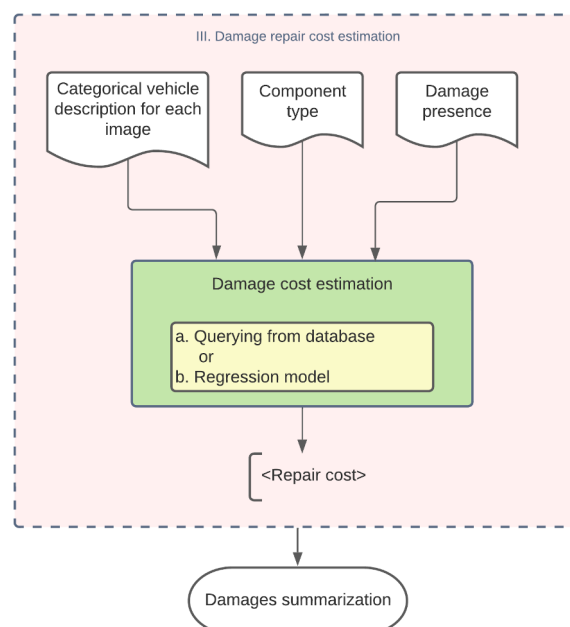 III. Damage repair cost estimation
Categorical vehicle
description for each
image
Component
type
Damage
presence
Damage cost estimation
a. Querying from database
or
b. Regression model
<Repair cost>
Damages summarization